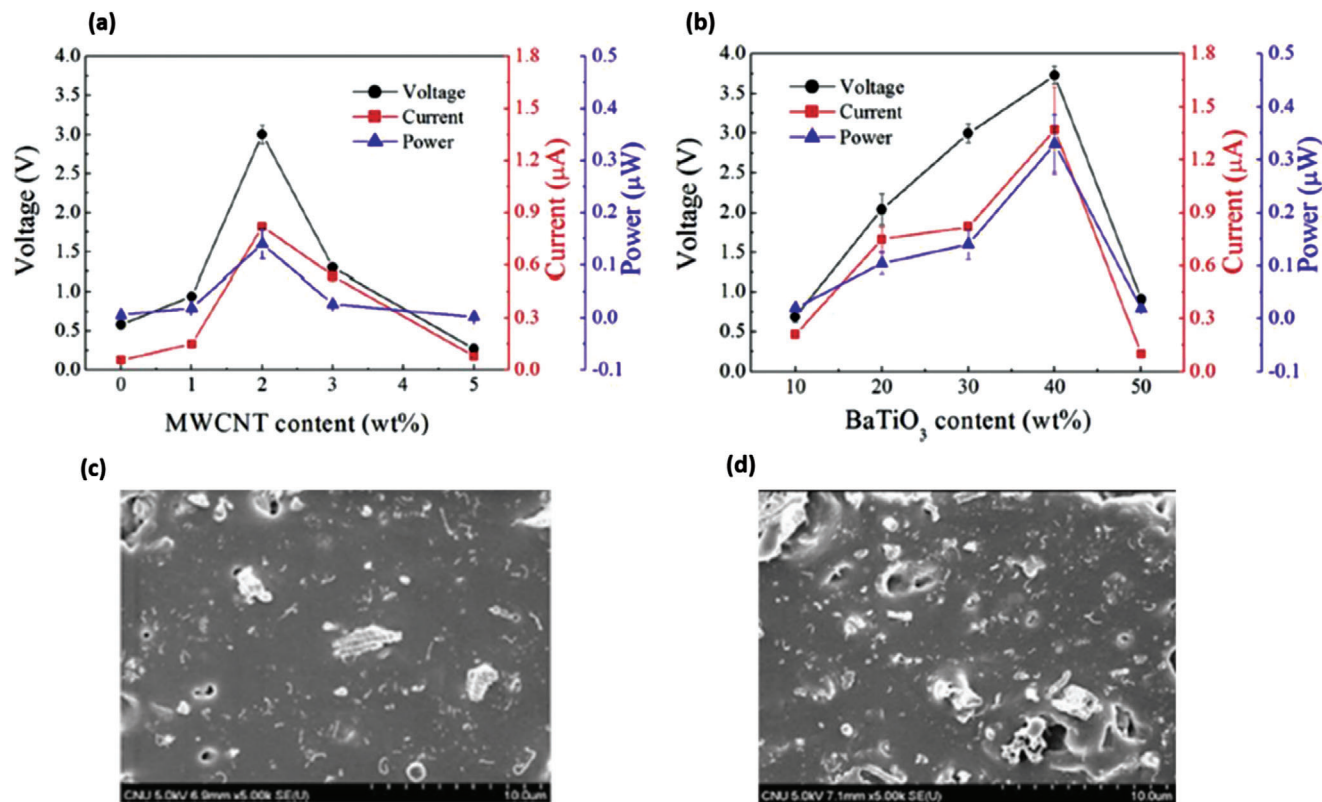 (a)
4.0
3.5
3.0
2.5
2.0
1.5
1.0
0.5
0.0
Voltage (V)
Voltage
Current
Power
0 1 2 3 4 5
MWCNT content (wt%)
1.8
1.5
1.2
0.9
0.6
0.3
0.0
Current (μA)
0.5
0.4
0.3
0.2
0.1
0.0
-0.1
Power (μW)
(b)
4.0
3.5
3.0
2.5
2.0
1.5
1.0
0.5
0.0
Voltage (V)
Voltage
Current
Power
10 20 30 40 50
BaTiO₃ content (wt%)
1.8
1.5
1.2
0.9
0.6
0.3
0.0
Current (μA)
0.5
0.4
0.3
0.2
0.1
0.0
-0.1
Power (μW)
(c)
CNU 5.0kV 6.9mm x5.00k SE(U) 10.0um
(d)
CNU 5.0kV 7.1mm x5.00k SE(U) 10.0um